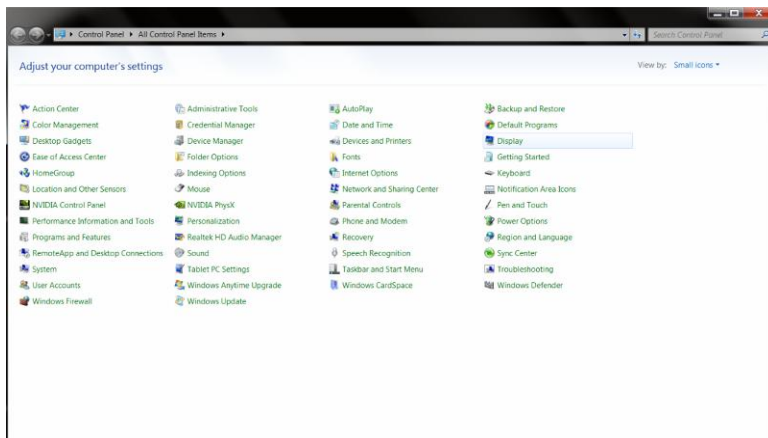 Control Panel All Control Panel Items
Search Control Panel
Adjust your computer's settings
View by: Small icons
Action Center Administrative Tools AutoPlay Backup and Restore
Color Management Credential Manager Date and Time Default Programs
Desktop Gadgets Device Manager Devices and Printers Display
Ease of Access Center Folder Options Fonts Getting Started
HomeGroup Indexing Options Internet Options Keyboard
Location and Other Sensors Mouse Network and Sharing Center Notification Area Icons
NVIDIA Control Panel NVIDIA PhysX Parental Controls Pen and Touch
Performance Information and Tools Personalization Phone and Modem Power Options
Programs and Features Realtek HD Audio Manager Recovery Region and Language
RemoteApp and Desktop Connections Sound Speech Recognition Sync Center
System Tablet PC Settings Taskbar and Start Menu Troubleshooting
User Accounts Windows Anytime Upgrade Windows CardSpace Windows Defender
Windows Firewall Windows Update